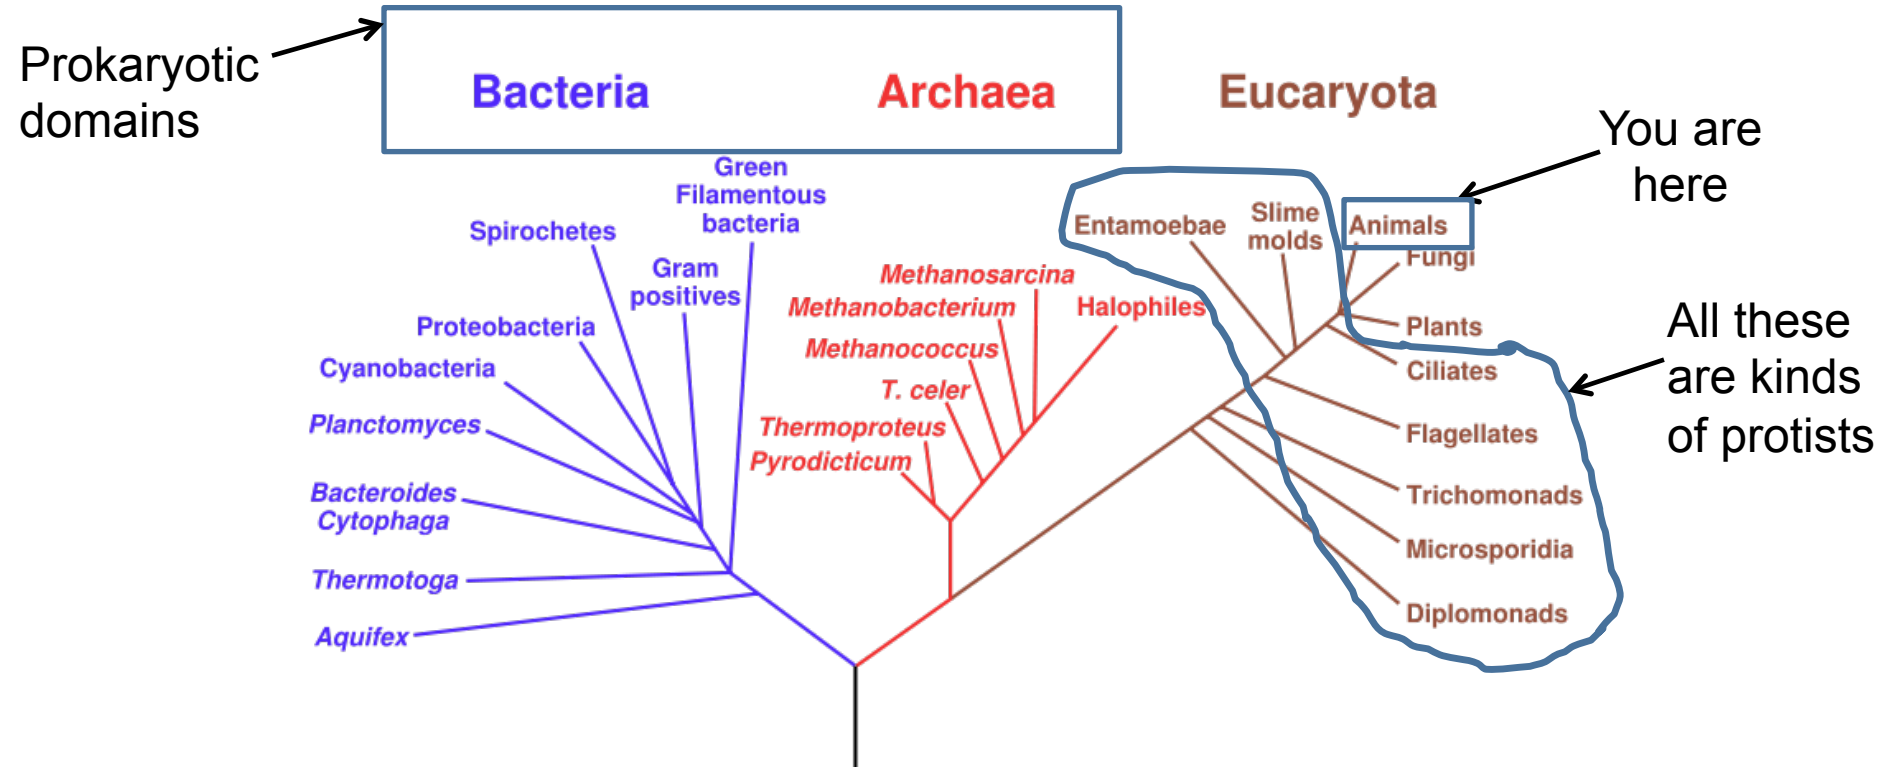 Prokaryotic
domains
Bacteria
Archaea
Eucaryota
You are
here
Green
Filamentous
bacteria
Spirochetes
Gram
positives
Proteobacteria
Cyanobacteria
Planctomyces
Bacteroides
Cytophaga
Thermotoga
Aquifex
Methanosarcina
Methanobacterium
Halophiles
Methanococcus
T. celer
Thermoproteus
Pyrodicticum
Entamoebae
Slime
molds
Animals
Fungi
Plants
Ciliates
Flagellates
Trichomonads
Microsporidia
Diplomonads
All these
are kinds
of protists